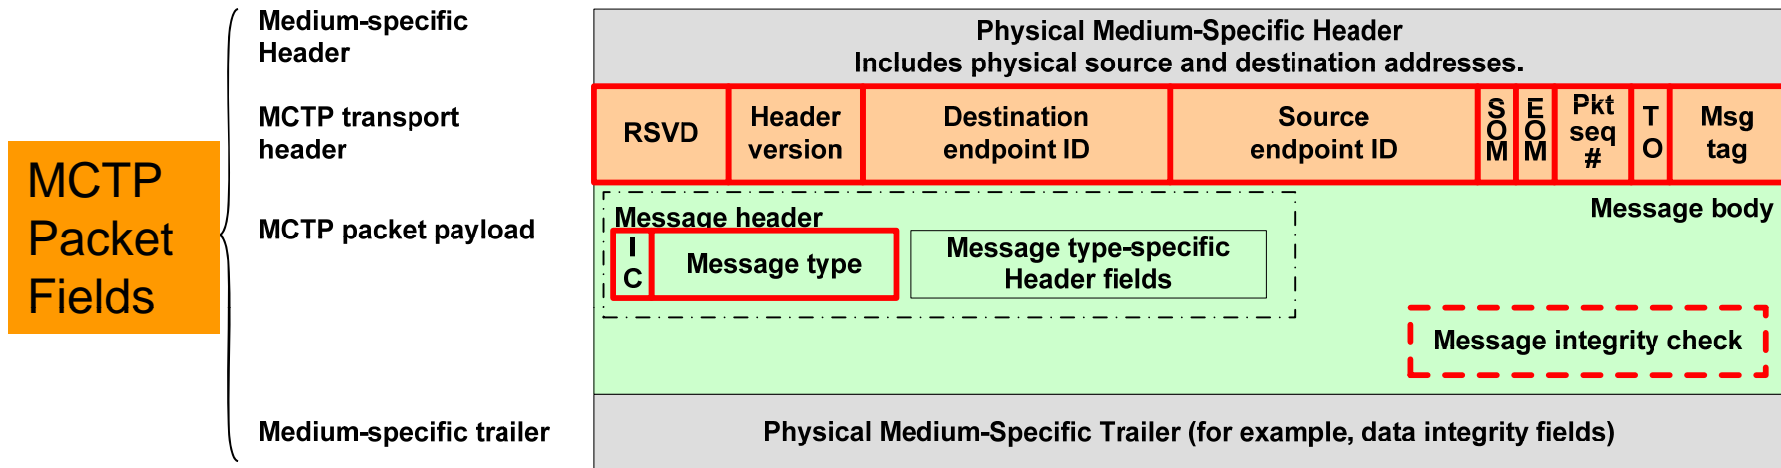 MCTP
Packet
Fields
Medium-specific
Header
MCTP transport
header
MCTP packet payload
Medium-specific trailer
Physical Medium-Specific Header
Includes physical source and destination addresses.
RSVD
Header
version
Destination
endpoint ID
Source
endpoint ID
SOM
EOM
Pkt
seq
#
T
O
Msg
tag
Message header
Message body
I
C
Message type
Message type-specific
Header fields
Message integrity check
Physical Medium-Specific Trailer (for example, data integrity fields)